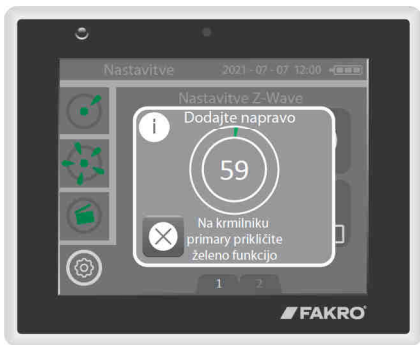 Nastavitve 2021 - 07 - 07 12:00
Nastavitve Z-Wave
i Dodajte napravo
59
Na krmilniku
primary prikličite
želeno funkcijo
1 2
FAKRO